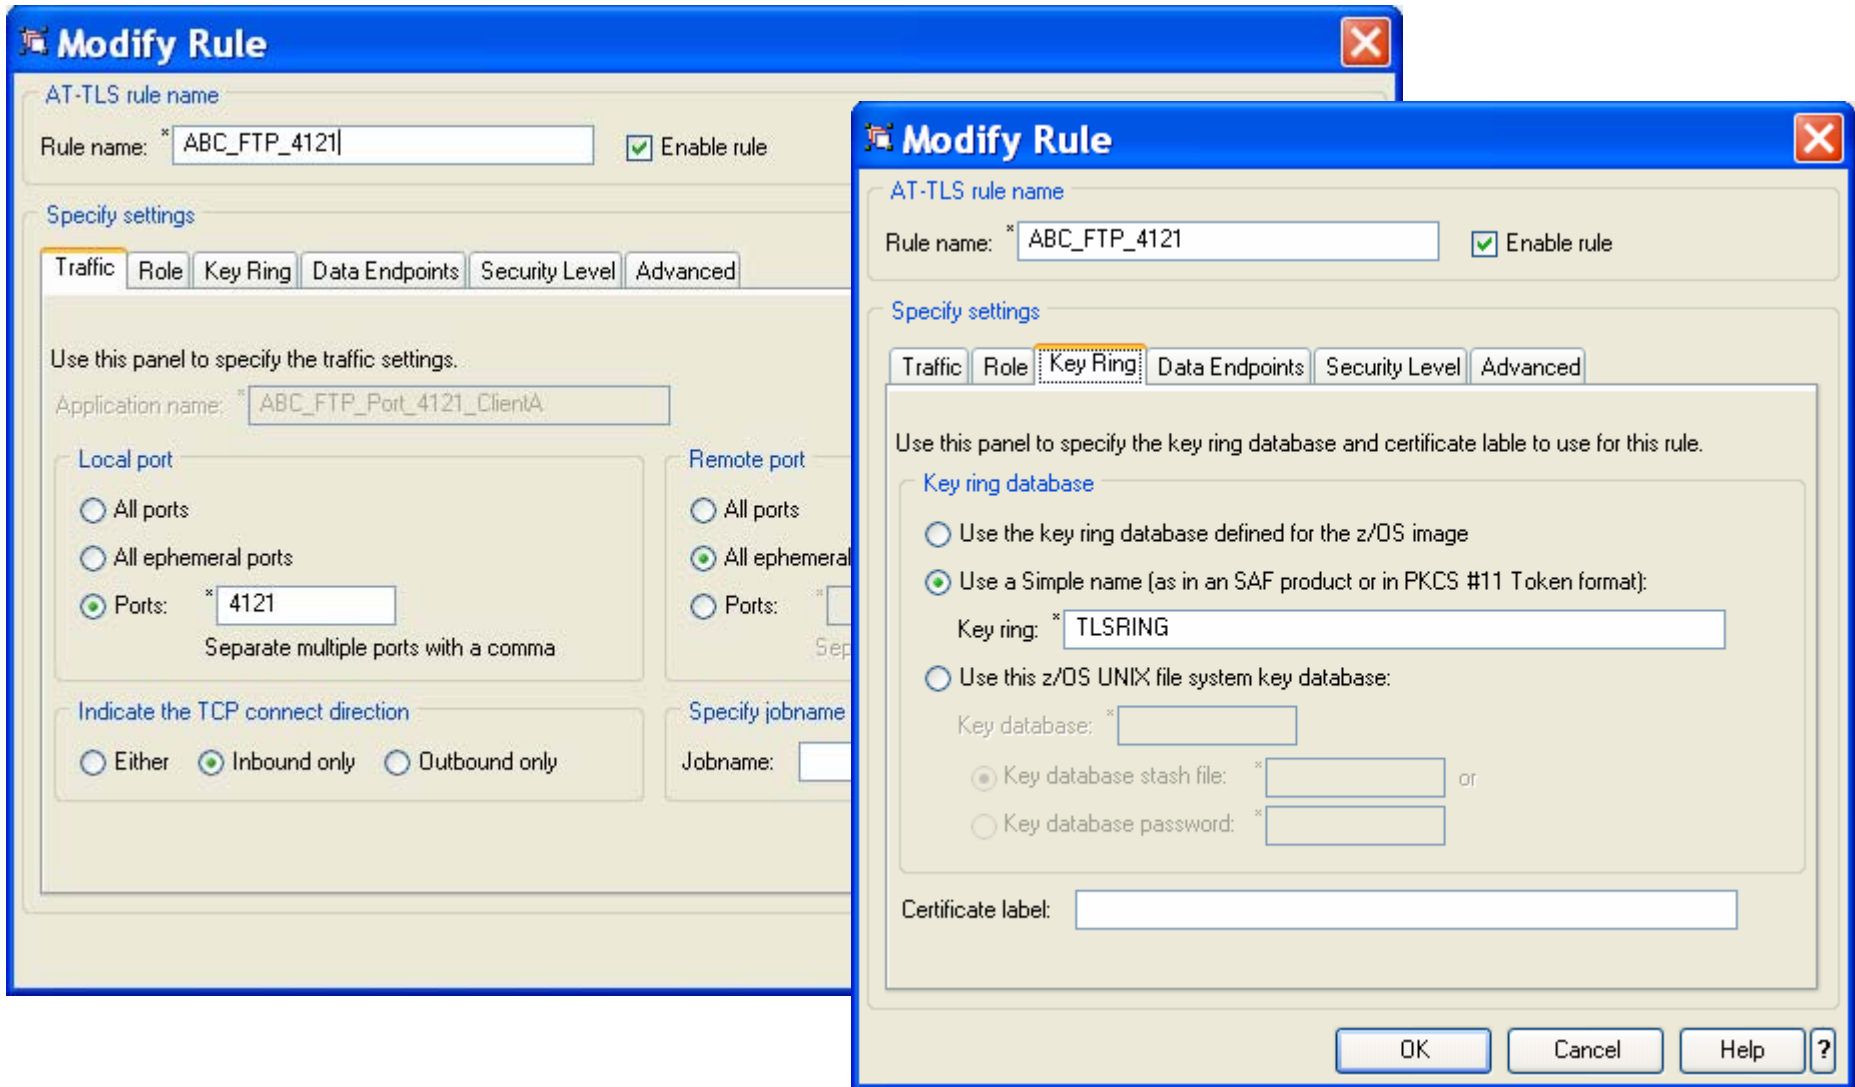 Modify Rule
AT-TLS rule name
Rule name: * ABC_FTP_4121 Enable rule
Specify settings
Traffic Role Key Ring Data Endpoints Security Level Advanced
Use this panel to specify the traffic settings.
Application name: * ABC_FTP_Port_4121_ClientA
Local port
All ports
All ephemeral ports
Ports: * 4121
Separate multiple ports with a comma
Remote port
All ports
All ephemeral
Ports: *
Sep
Indicate the TCP connect direction
Either Inbound only Outbound only
Specify jobname
Jobname:
Modify Rule
AT-TLS rule name
Rule name: * ABC_FTP_4121 Enable rule
Specify settings
Traffic Role Key Ring Data Endpoints Security Level Advanced
Use this panel to specify the key ring database and certificate lable to use for this rule.
Key ring database
Use the key ring database defined for the z/OS image
Use a Simple name (as in an SAF product or in PKCS #11 Token format):
Key ring: * TLSRING
Use this z/OS UNIX file system key database:
Key database: *
Key database stash file: * or
Key database password: *
Certificate label:
OK Cancel Help ?